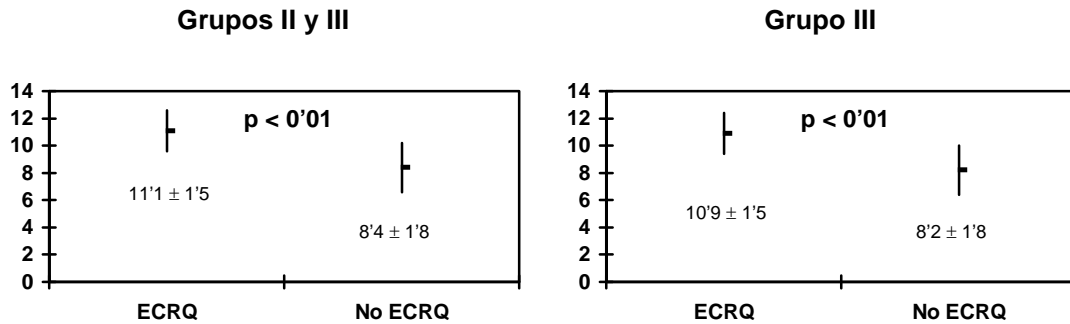 Grupos II y III
14
12
10
8
6
4
2
0
p < 0’01
11’1 ± 1’5
8’4 ± 1’8
ECRQ No ECRQ
Grupo III
14
12
10
8
6
4
2
0
p < 0’01
10’9 ± 1’5
8’2 ± 1’8
ECRQ No ECRQ